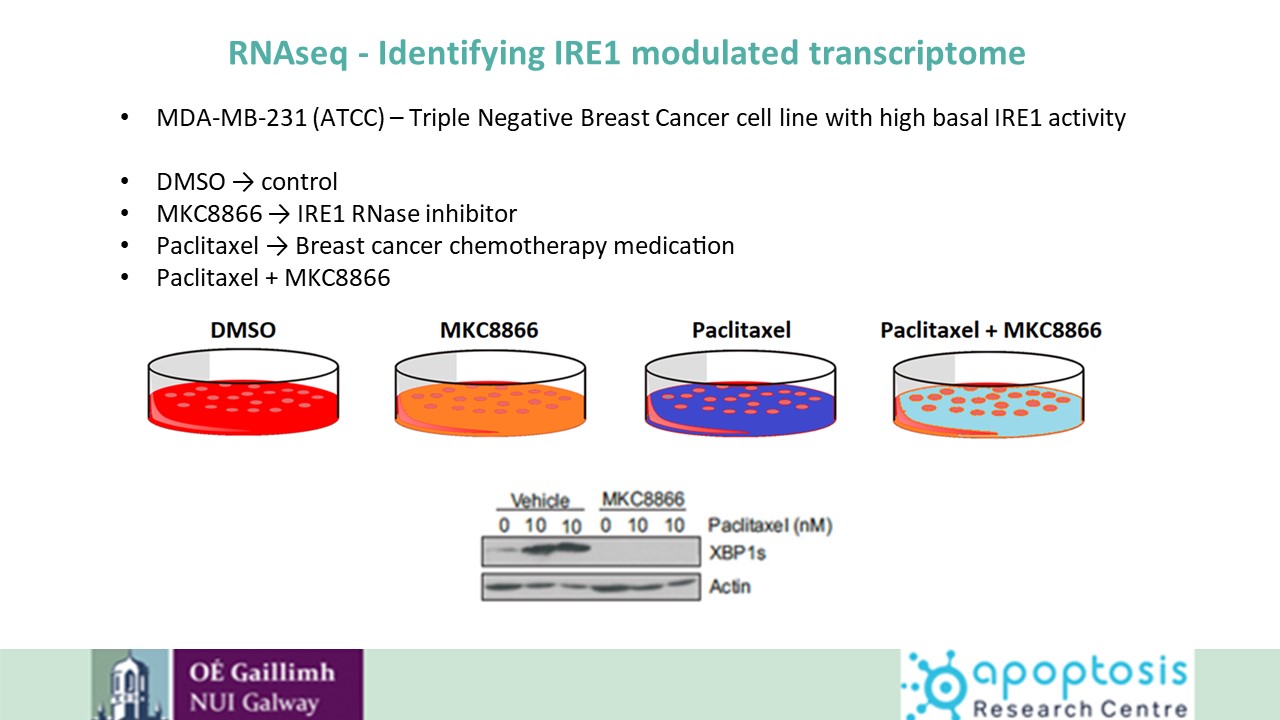 RNAseq - Identifying IRE1 modulated transcriptome
• MDA-MB-231 (ATCC) – Triple Negative Breast Cancer cell line with high basal IRE1 activity
• DMSO → control
• MKC8866 → IRE1 RNase inhibitor
• Paclitaxel → Breast cancer chemotherapy medication
• Paclitaxel + MKC8866
DMSO MKC8866 Paclitaxel Paclitaxel + MKC8866
Vehicle MKC8866
0 10 10 0 10 10 Paclitaxel (nM)
XBP1s
Actin
OÉ Gaillimh
NUI Galway
apoptosis
Research Centre